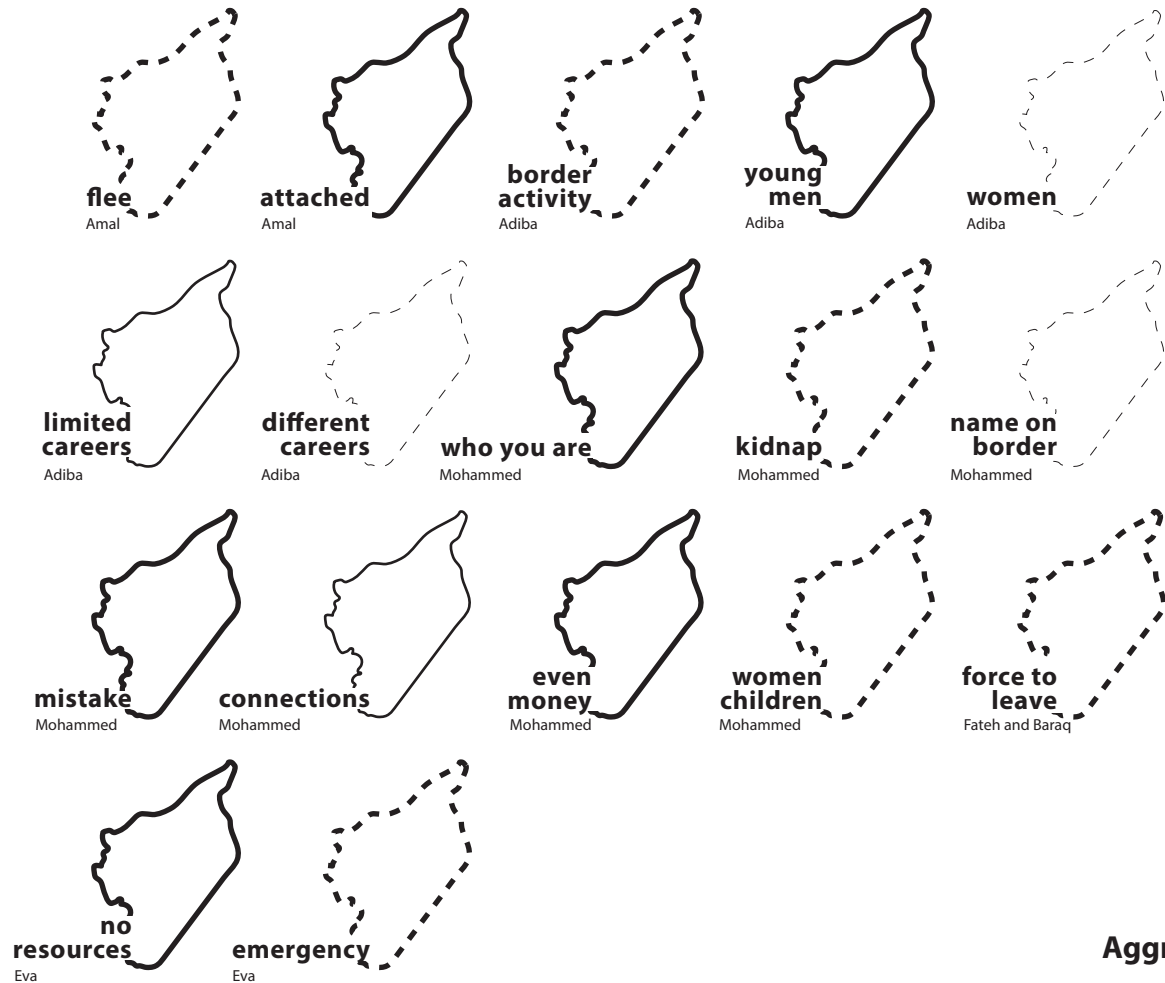 flee
Amal
attached
Amal
border
activity
Adiba
young
men
Adiba
women
Adiba
limited
careers
Adiba
different
careers
Adiba
who you are
Mohammed
kidnap
Mohammed
name on
border
Mohammed
mistake
Mohammed
connections
Mohammed
even
money
Mohammed
women
children
Mohammed
force to
leave
Fateh and Baraq
no
resources
Eva
emergency
Eva